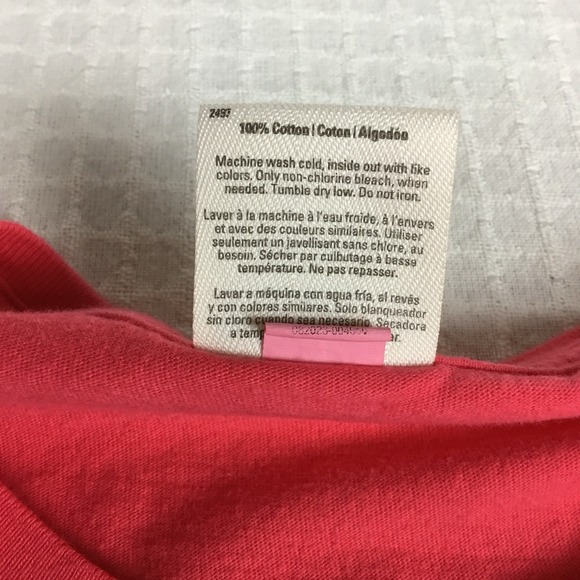 2497
100% Cotton | Coton | Algodón
Machine wash cold, inside out with like
colors. Only non-chlorine bleach, when
needed. Tumble dry low. Do not iron.
Laver à la machine à l'eau froide, à l'envers
et avec des couleurs similaires. Utiliser
seulement un javellisant sans chlore, au
besoin. Sécher par culbutage à basse
température. Ne pas repasser.
Lavar a máquina con agua fría, al revés
y con colores similares. Solo blanqueador
sin cloro cuando sea necesario. Secadora
a